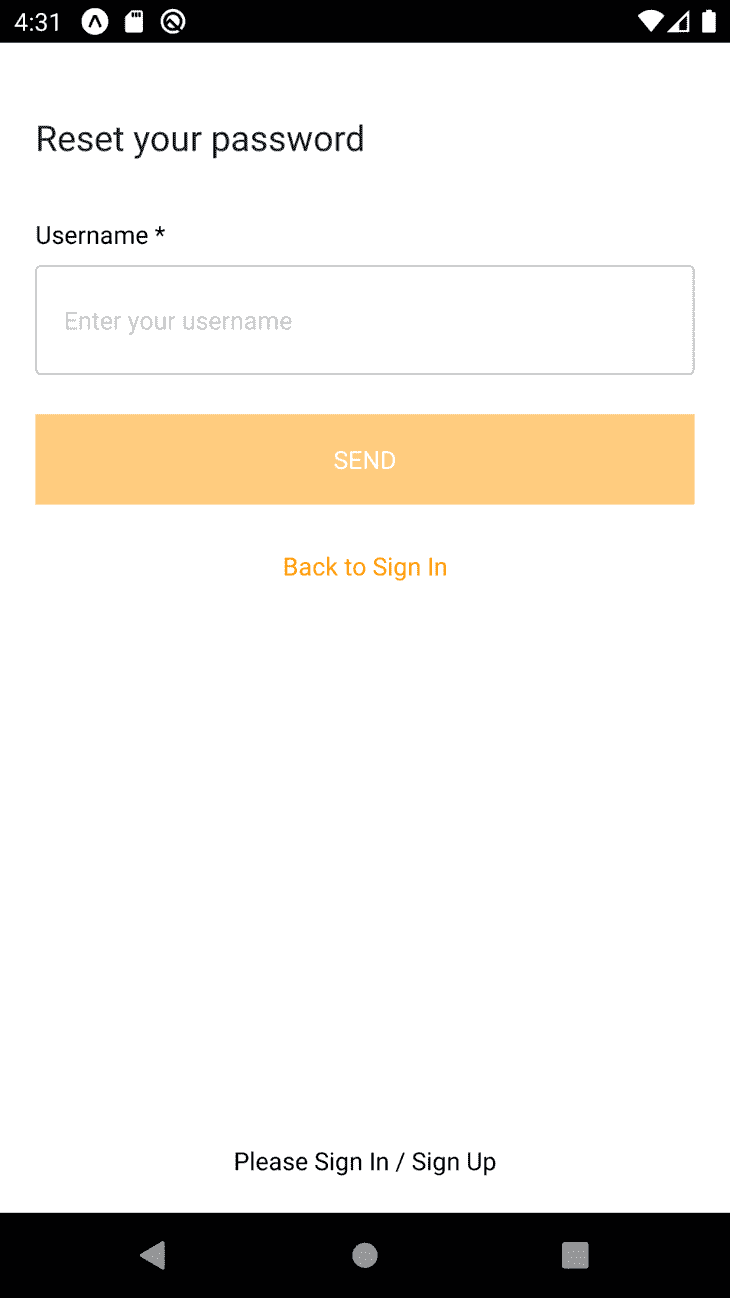 4:31
Reset your password
Username *
Enter your username
SEND
Back to Sign In
Please Sign In / Sign Up